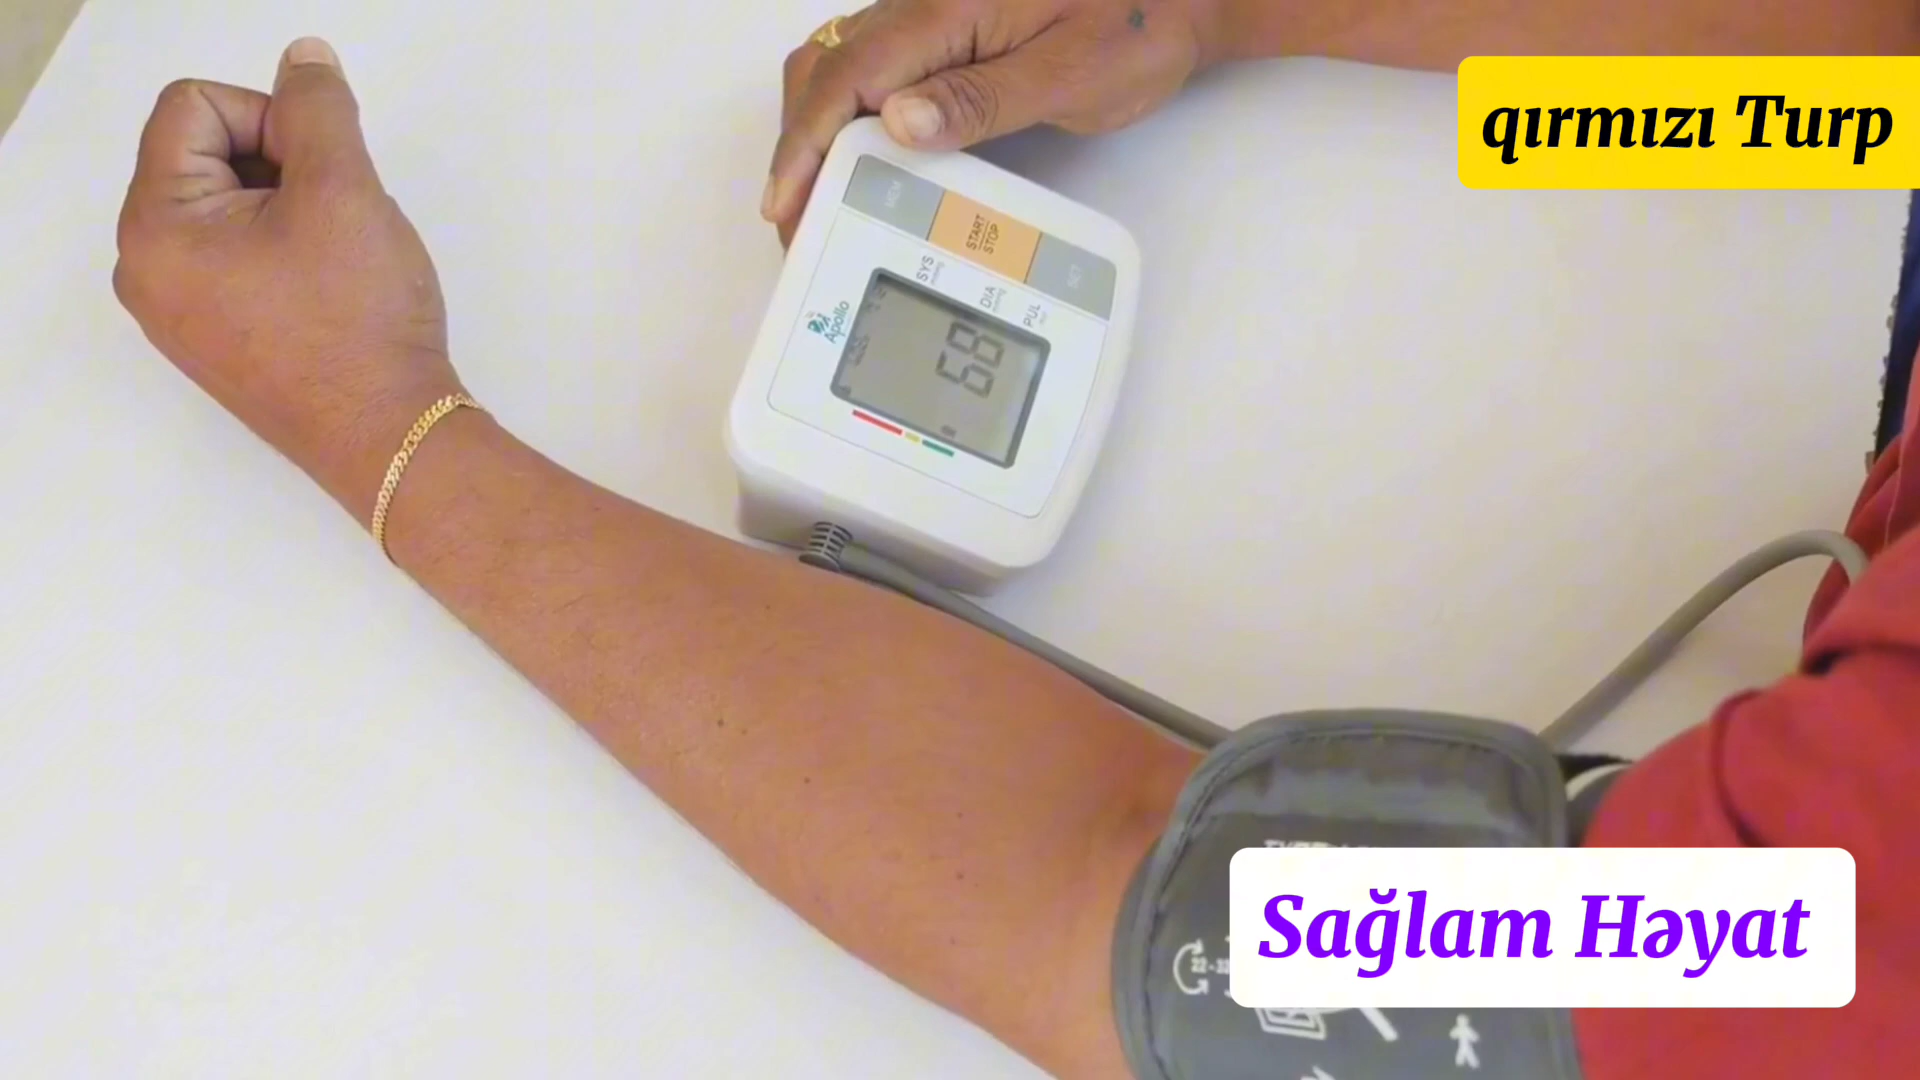 qırmızı Turp
MEM
START
STOP
SET
SYS
DIA
PUL
Apollo
68
Sağlam Həyat